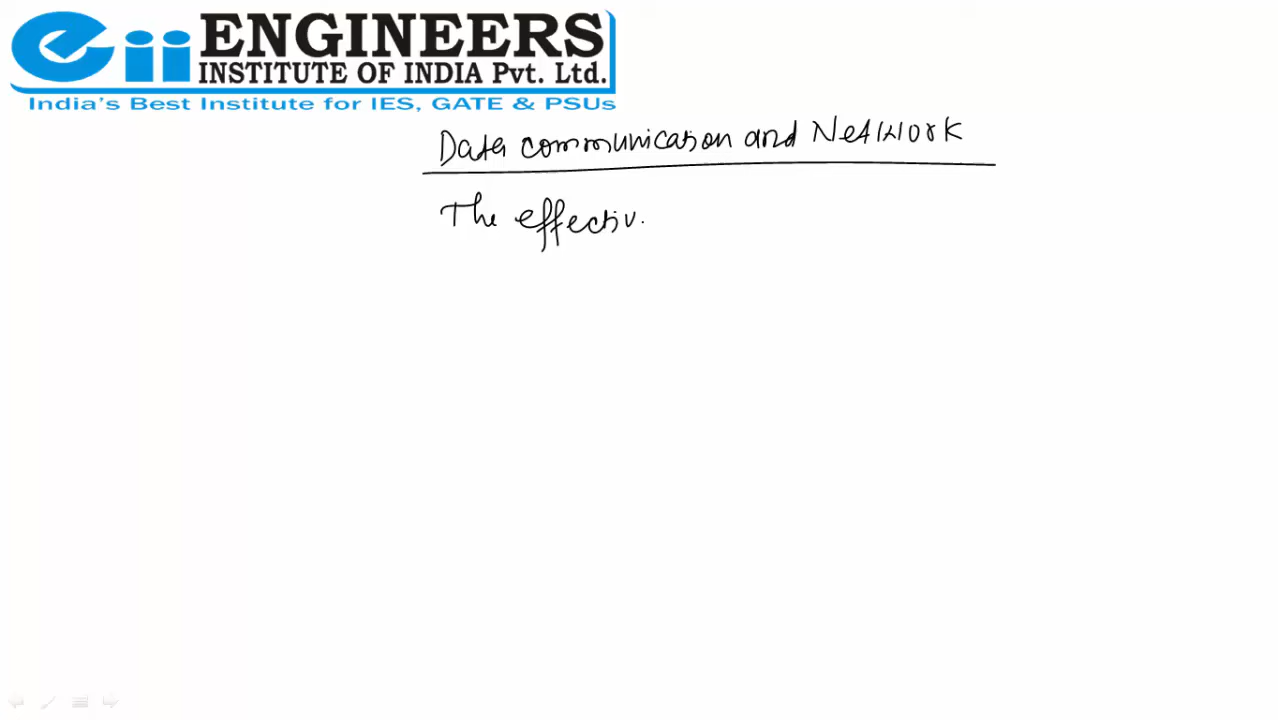 eii ENGINEERS
INSTITUTE OF INDIA Pvt. Ltd.
India's Best Institute for IES, GATE & PSUs
Data communication and Network
The effectiv